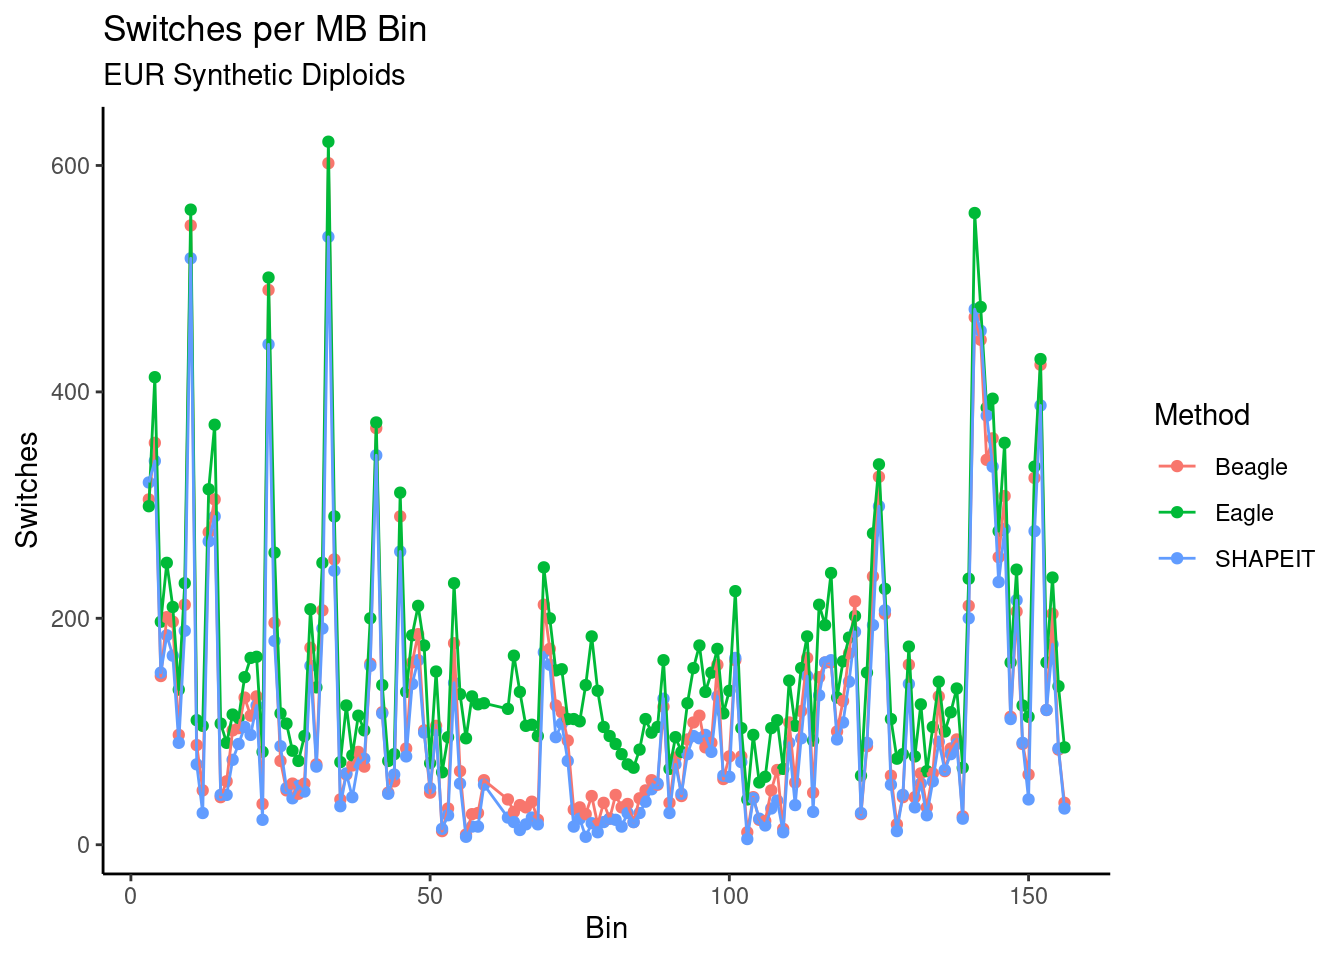 Switches per MB Bin
EUR Synthetic Diploids
600
400
200
0
Switches
0 50 100 150
Bin
Method
Beagle
Eagle
SHAPEIT